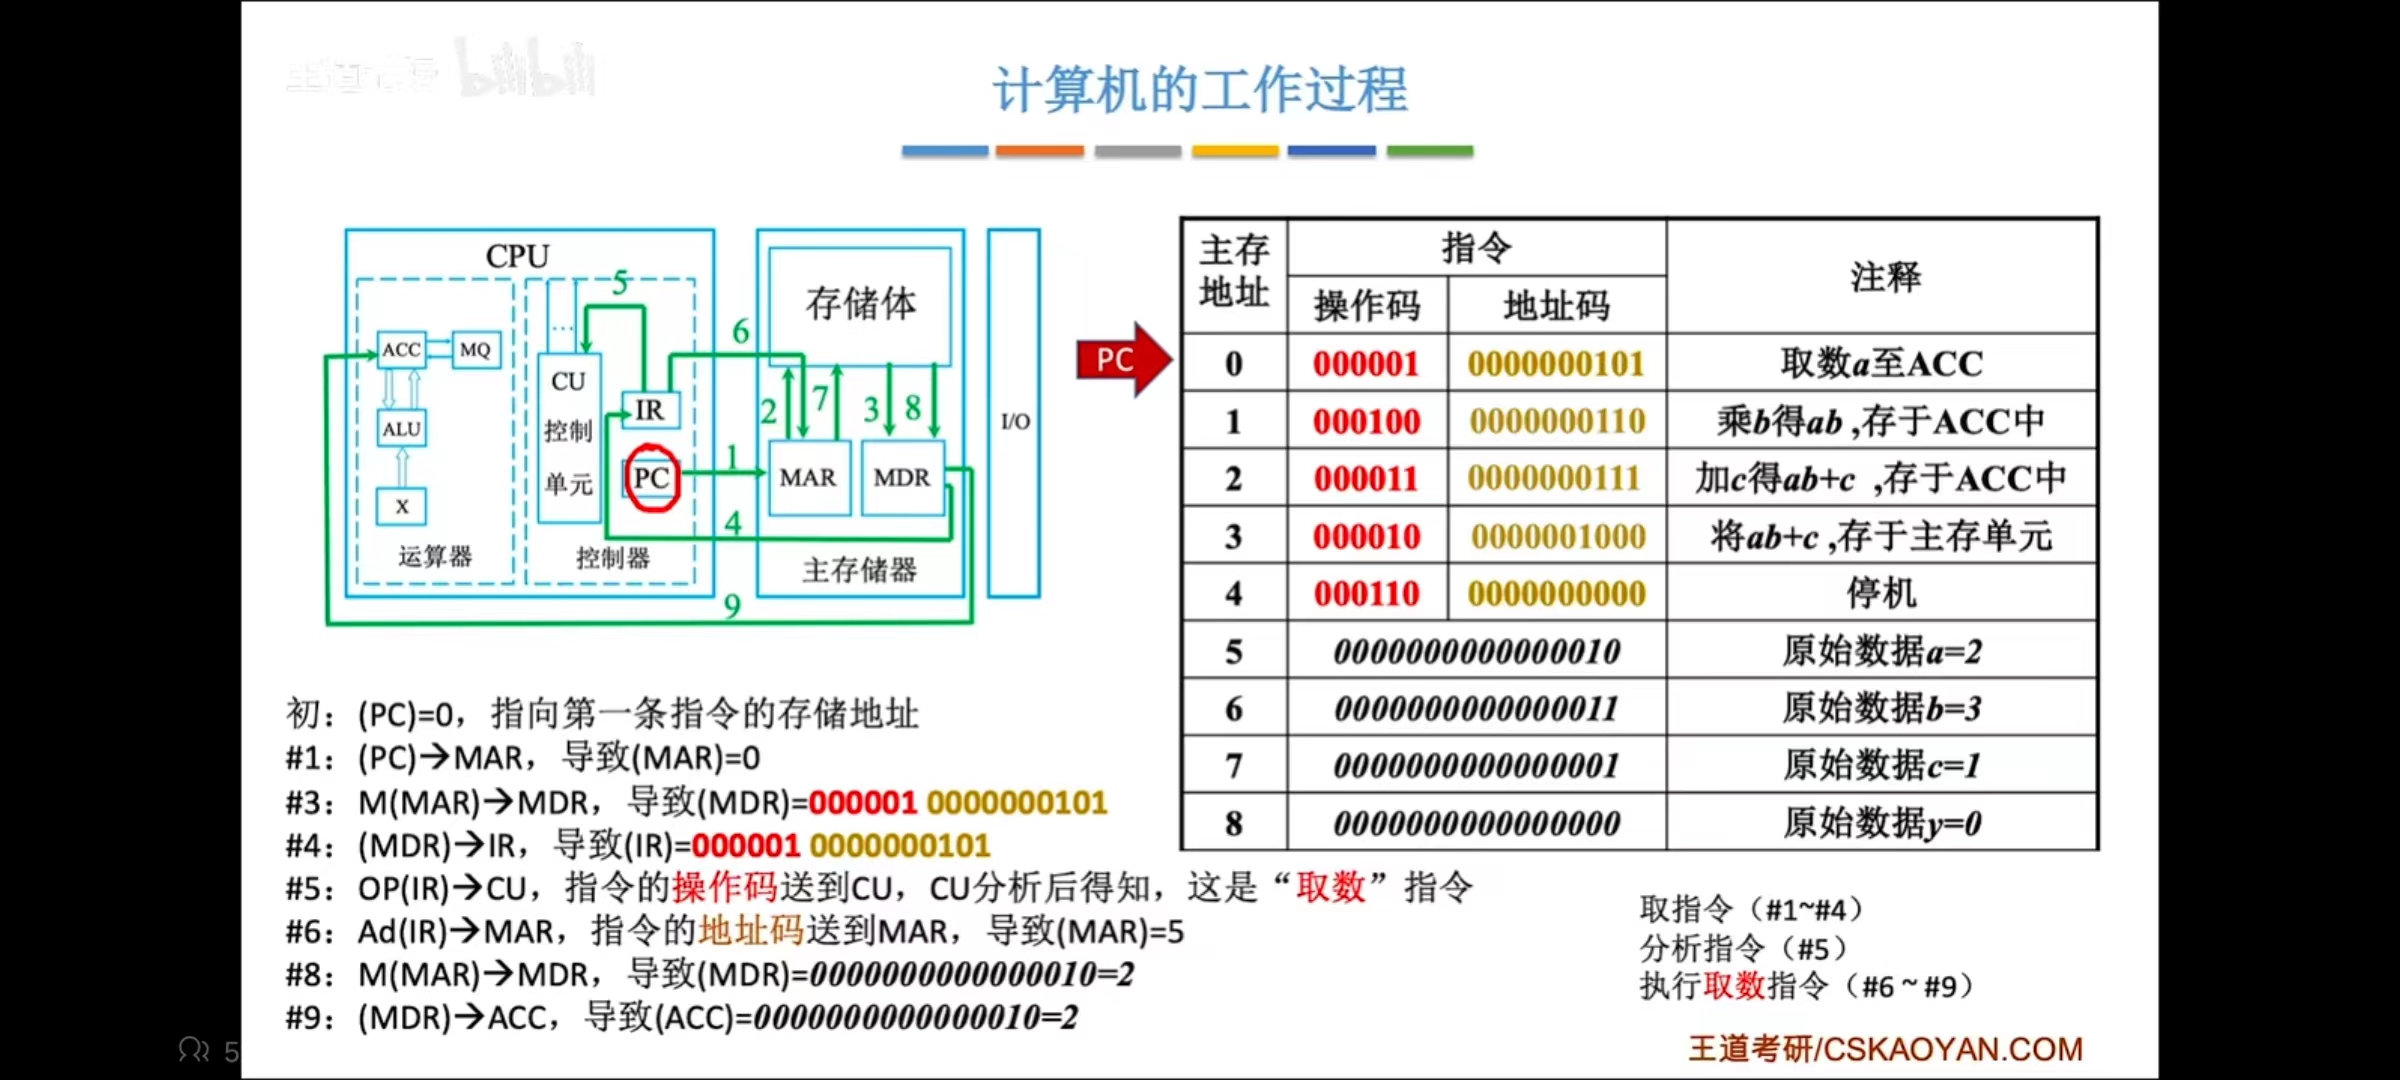 计算机的工作过程
CPU
5
ACC
MQ
...
CU
控制
单元
ALU
X
IR
PC
运算器
控制器
6
存储体
2
7
3
8
1
MAR
MDR
4
主存储器
9
I/O
PC
主存地址 指令 注释
操作码 地址码
0 000001 0000000101 取数a至ACC
1 000100 0000000110 乘b得ab ,存于ACC中
2 000011 0000000111 加c得ab+c ,存于ACC中
3 000010 0000001000 将ab+c ,存于主存单元
4 000110 0000000000 停机
5 0000000000000010 原始数据a=2
6 0000000000000011 原始数据b=3
7 0000000000000001 原始数据c=1
8 0000000000000000 原始数据y=0
初：(PC)=0，指向第一条指令的存储地址
#1：(PC)→MAR，导致(MAR)=0
#3：M(MAR)→MDR，导致(MDR)=000001 0000000101
#4：(MDR)→IR，导致(IR)=000001 0000000101
#5：OP(IR)→CU，指令的操作码送到CU，CU分析后得知，这是“取数”指令
#6：Ad(IR)→MAR，指令的地址码送到MAR，导致(MAR)=5
#8：M(MAR)→MDR，导致(MDR)=0000000000000010=2
#9：(MDR)→ACC，导致(ACC)=0000000000000010=2
取指令（#1~#4）
分析指令（#5）
执行取数指令（#6 ~ #9）
王道考研/CSKAOYAN.COM
5
bilibili